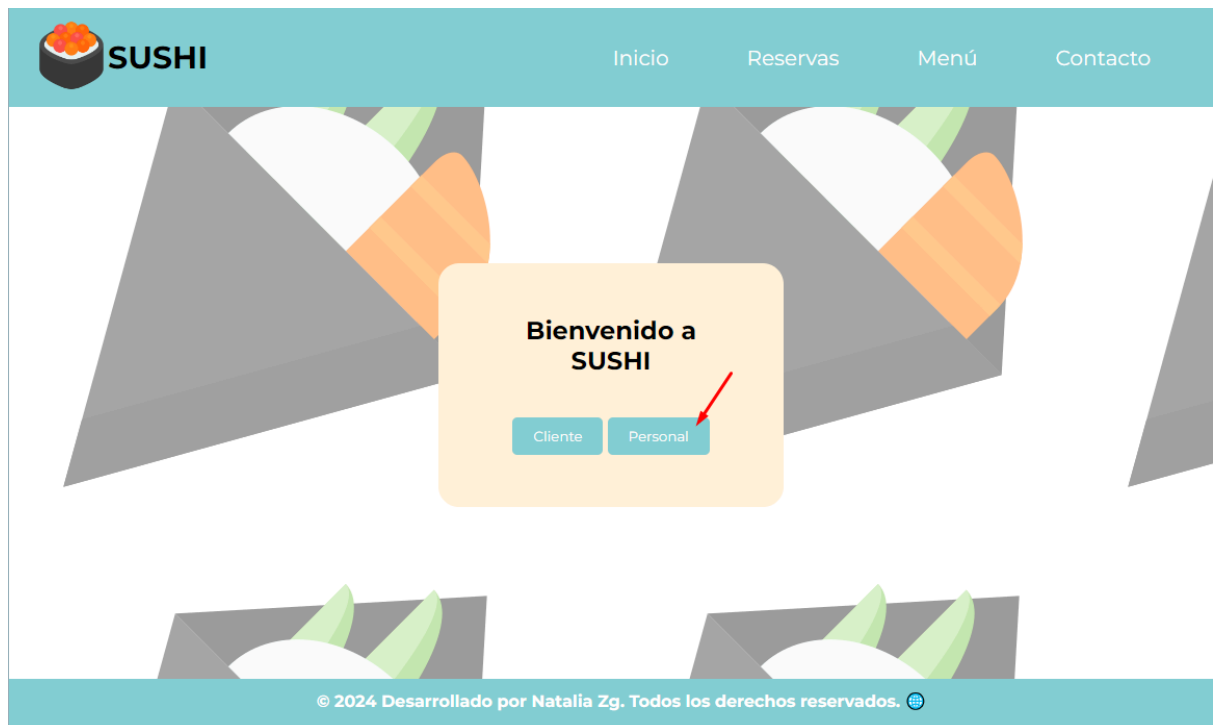 SUSHI
Inicio
Reservas
Menú
Contacto
Bienvenido a
SUSHI
Cliente
Personal
© 2024 Desarrollado por Natalia Zg. Todos los derechos reservados. 🌐